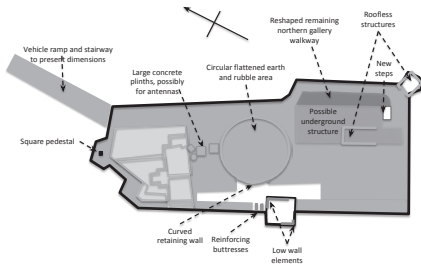 Vehicle ramp and stairway
to present dimensions
Large concrete
plinths, possibly
for antennas
Circular flattened earth
and rubble area
Reshaped remaining
northern gallery
walkway
Roofless
structures
New
steps
Possible
underground
structure
Square pedestal
Curved
retaining wall
Reinforcing
buttresses
Low wall
elements